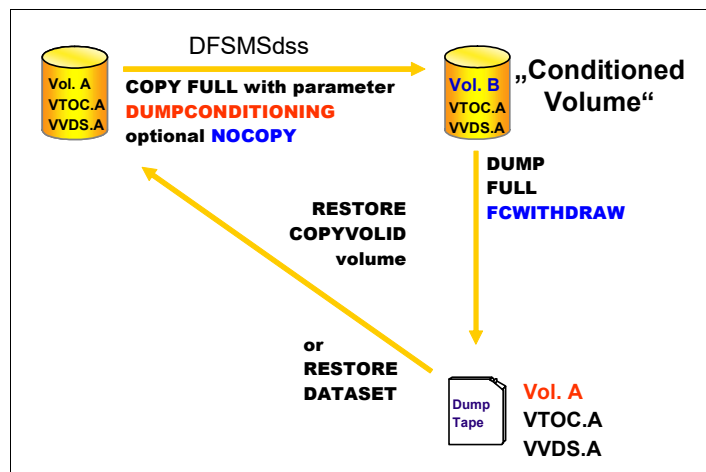 DFSMSdss
Vol. A
VTOC.A
VVDS.A
COPY FULL with parameter
DUMPCONDITIONING
optional NOCOPY
Vol. B
VTOC.A
VVDS.A
„Conditioned
Volume“
DUMP
FULL
FCWITHDRAW
RESTORE
COPYVOLID
volume
or
RESTORE
DATASET
Dump
Tape
Vol. A
VTOC.A
VVDS.A